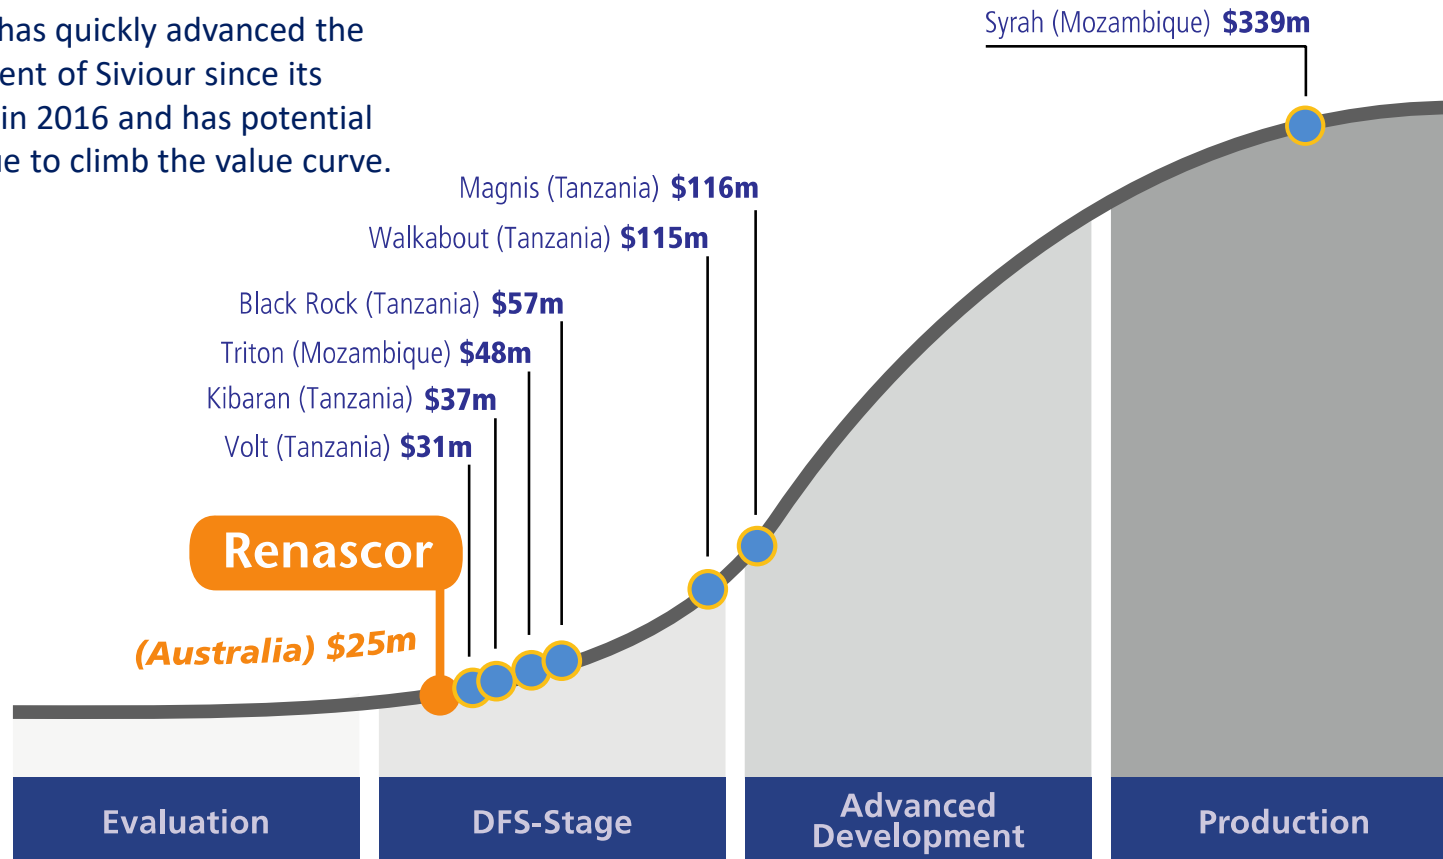 has quickly advanced the
ent of Siviour since its
in 2016 and has potential
ue to climb the value curve.
Syrah (Mozambique) $339m
Magnis (Tanzania) $116m
Walkabout (Tanzania) $115m
Black Rock (Tanzania) $57m
Triton (Mozambique) $48m
Kibaran (Tanzania) $37m
Volt (Tanzania) $31m
Renascor
(Australia) $25m
Evaluation
DFS-Stage
Advanced
Development
Production